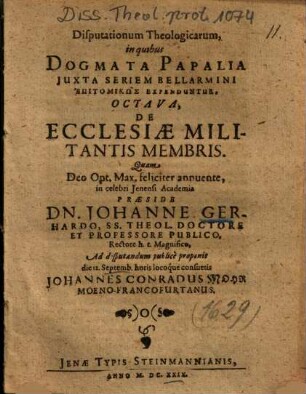 Diss. Theol. prot. 1074
11.
Disputationum Theologicarum,
in quibus
DOGMATA PAPALIA
JUXTA SERIEM BELLARMINI
EXPENDUNTUR,
OCTAVA,
DE
ECCLESIÆ MILI-
TANTIS MEMBRIS.
Quam
Deo Opt. Max. feliciter annuente,
in celebri Jenensi Academia
PRÆSIDE
DN. JOHANNE GER-
HARDO, SS. THEOL. DOCTORE
ET PROFESSORE PUBLICO,
Rectore h. t. Magnifico,
Ad disputandum publicè proponit
die 12. Septemb. horis locoque consuetis
JOHANNES CONRADUS
MOENO-FRANCOFURTANUS.
(1629)
JENÆ TYPIS STEINMANNIANIS,
ANNO M. DC. XXIX.